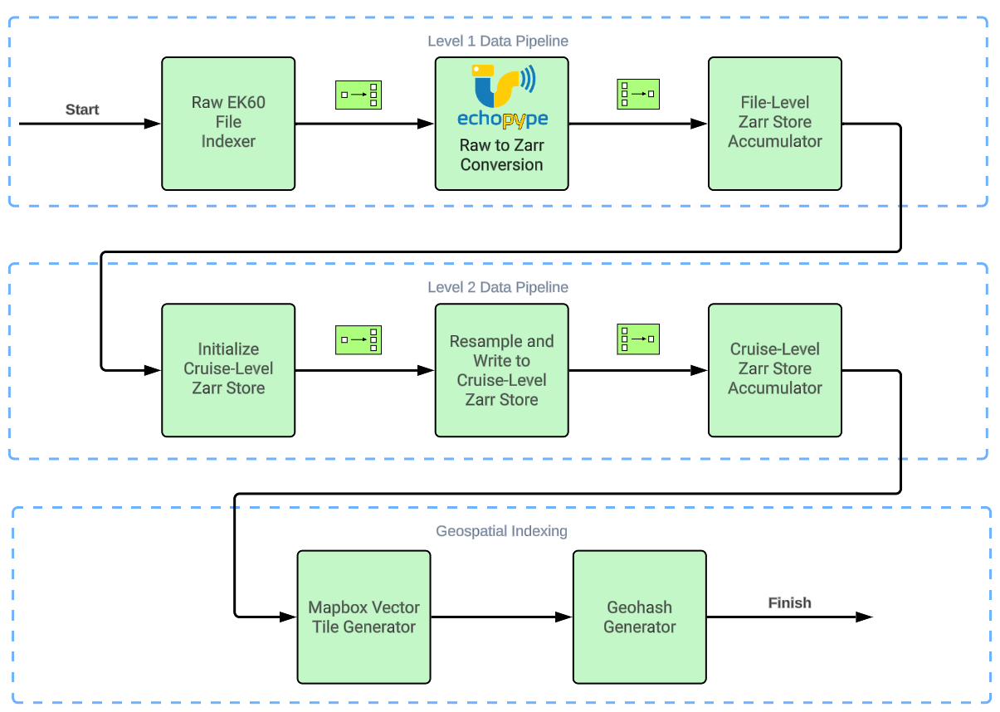 Level 1 Data Pipeline
Start
Raw EK60
File
Indexer
echopype
Raw to Zarr
Conversion
File-Level
Zarr Store
Accumulator
Level 2 Data Pipeline
Initialize
Cruise-Level
Zarr Store
Resample and
Write to
Cruise-Level
Zarr Store
Cruise-Level
Zarr Store
Accumulator
Geospatial Indexing
Mapbox Vector
Tile Generator
Geohash
Generator
Finish